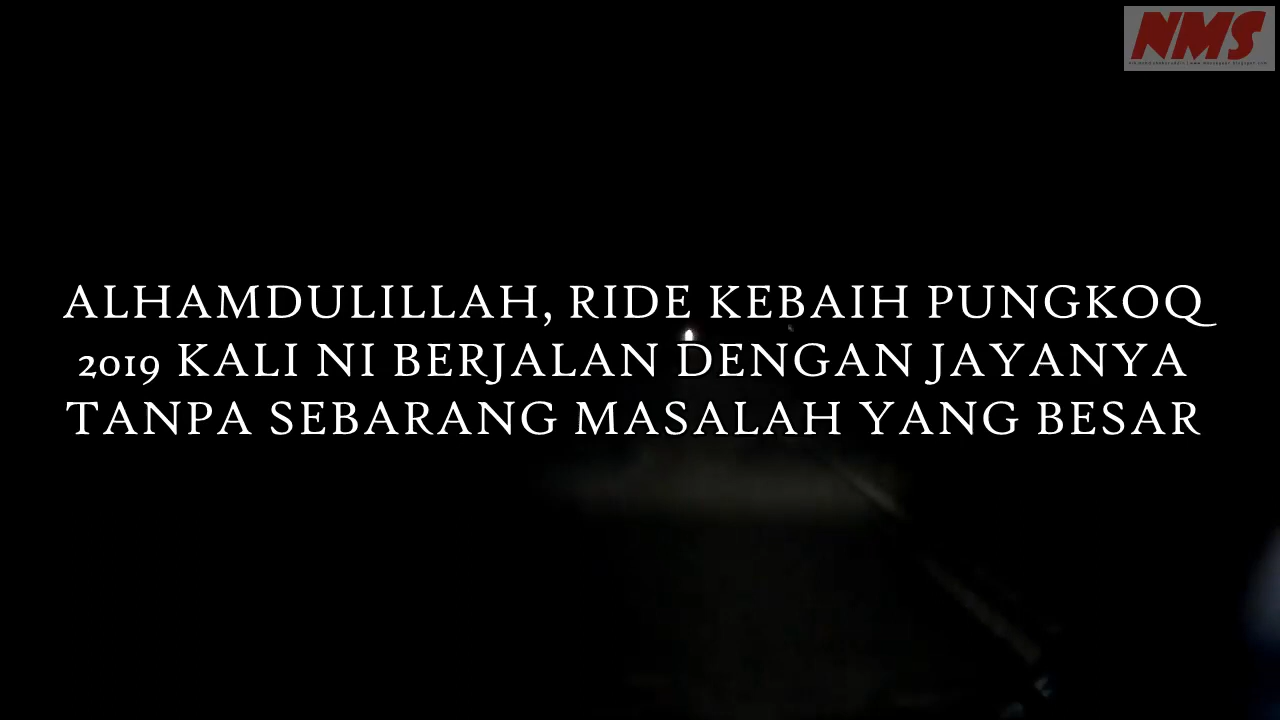 NMS
ALHAMDULILLAH, RIDE KEBAIH PUNGKOQ
2019 KALI NI BERJALAN DENGAN JAYANYA
TANPA SEBARANG MASALAH YANG BESAR